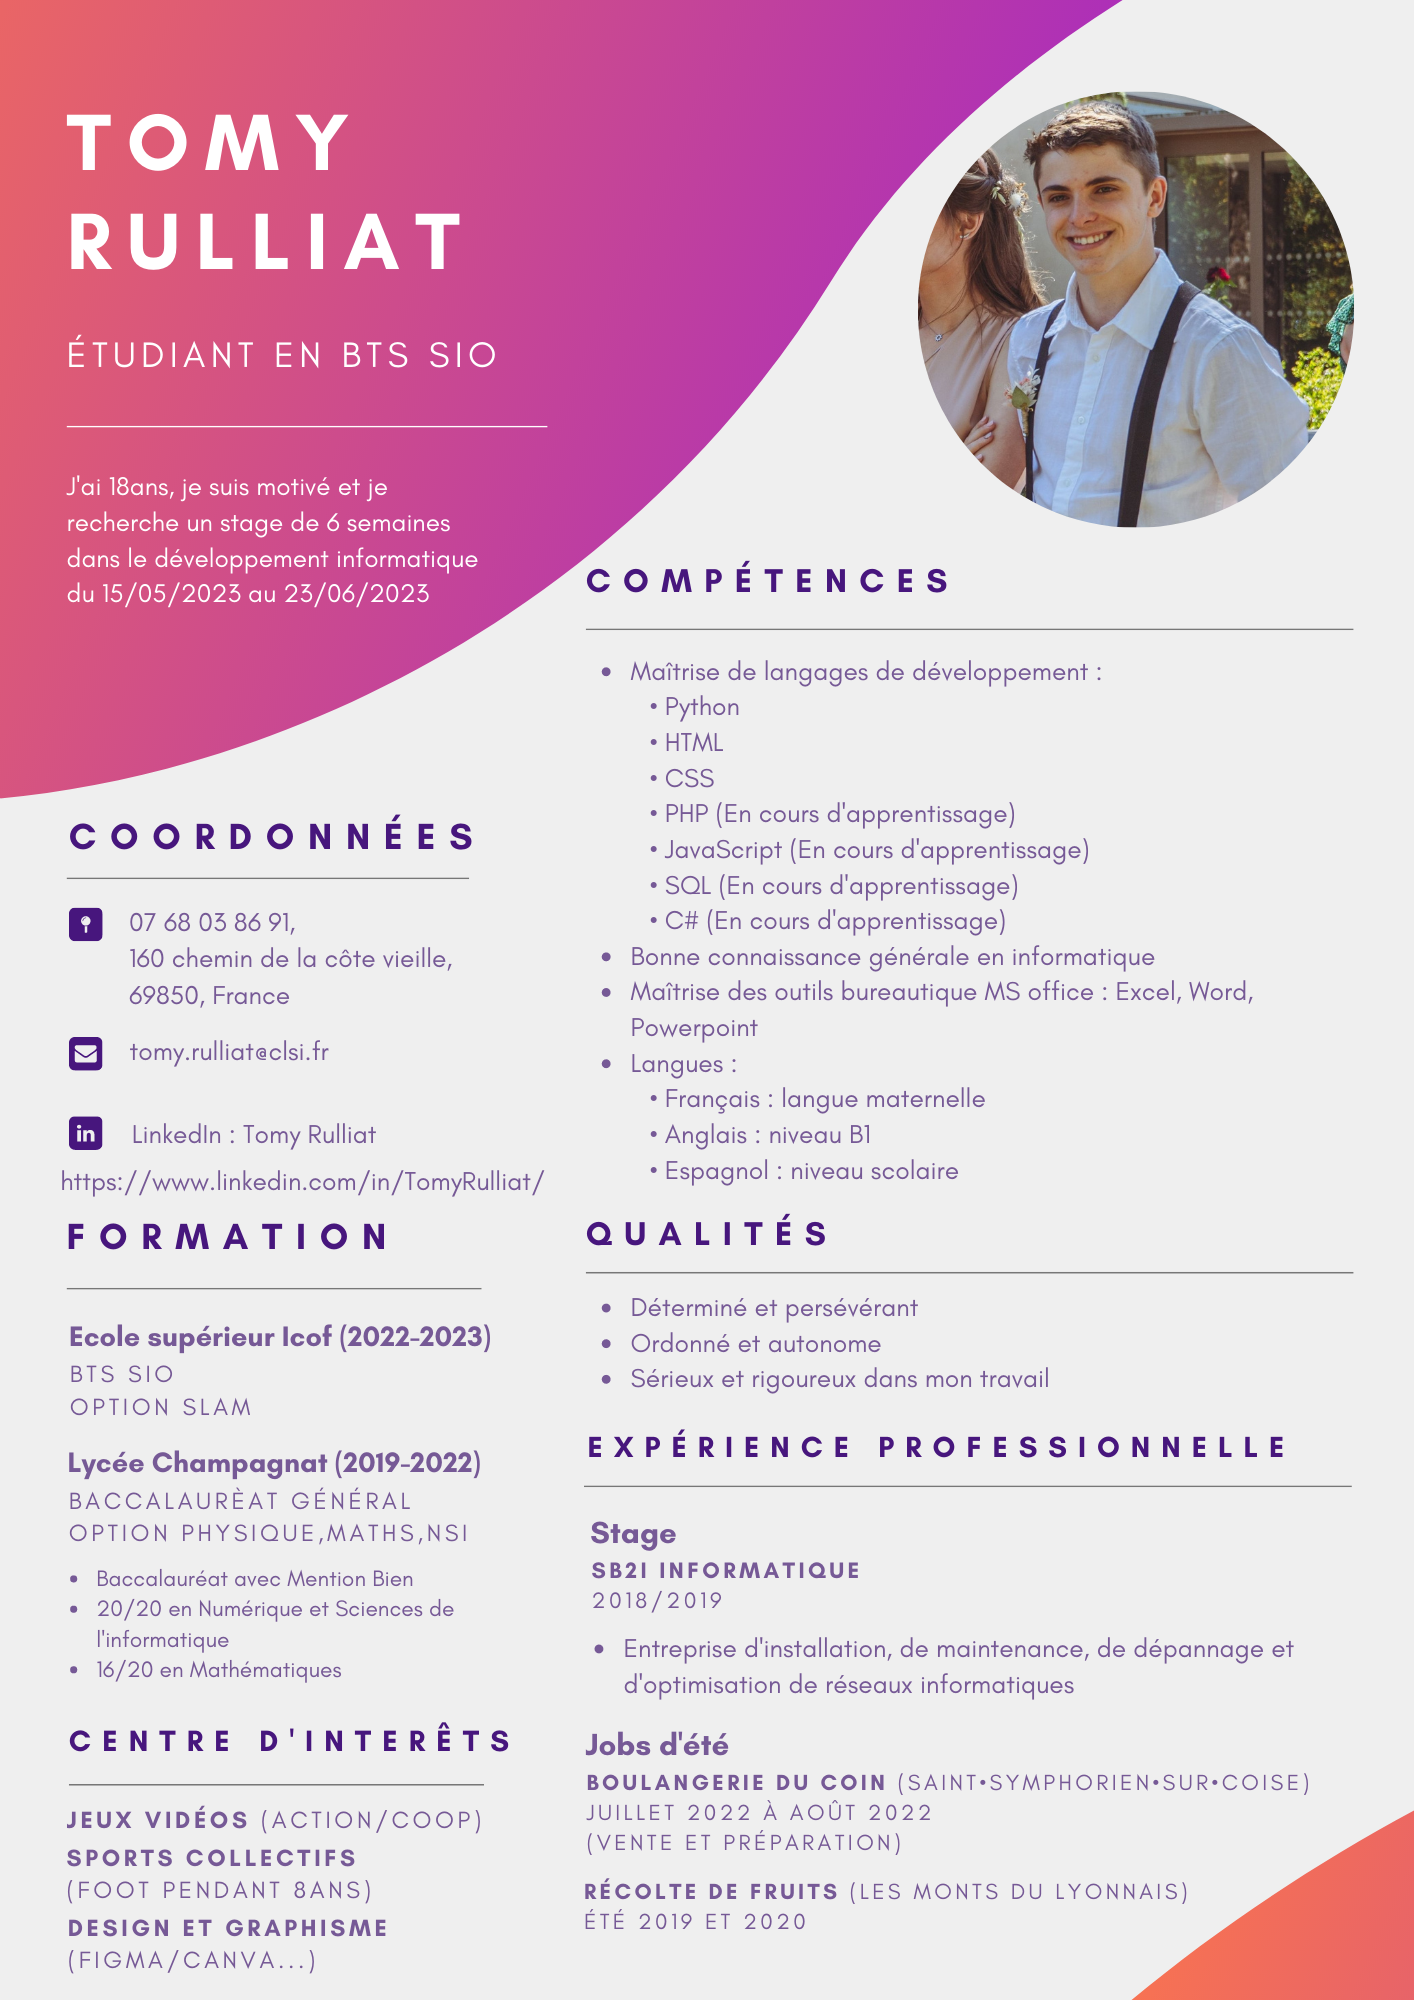 TOMY
RULLIAT
ÉTUDIANT EN BTS SIO
J'ai 18ans, je suis motivé et je
recherche un stage de 6 semaines
dans le développement informatique
du 15/05/2023 au 23/06/2023
COORDONNÉES
07 68 03 86 91,
160 chemin de la côte vieille,
69850, France
tomy.rulliat@clsi.fr
in
LinkedIn : Tomy Rulliat
https://www.linkedin.com/in/TomyRulliat/
FORMATION
Ecole supérieur Icof (2022-2023)
BTS SIO
OPTION SLAM
Lycée Champagnat (2019-2022)
BACCALAURÈAT GÉNÉRAL
OPTION PHYSIQUE,MATHS,NSI
• Baccalauréat avec Mention Bien
• 20/20 en Numérique et Sciences de
l'informatique
• 16/20 en Mathématiques
CENTRE D'INTERÊTS
JEUX VIDÉOS (ACTION/COOP)
SPORTS COLLECTIFS
(FOOT PENDANT 8ANS)
DESIGN ET GRAPHISME
(FIGMA/CANVA...)
COMPÉTENCES
• Maîtrise de langages de développement :
• Python
• HTML
• CSS
• PHP (En cours d'apprentissage)
• JavaScript (En cours d'apprentissage)
• SQL (En cours d'apprentissage)
• C# (En cours d'apprentissage)
• Bonne connaissance générale en informatique
• Maîtrise des outils bureautique MS office : Excel, Word,
Powerpoint
• Langues :
• Français : langue maternelle
• Anglais : niveau B1
• Espagnol : niveau scolaire
QUALITÉS
• Déterminé et persévérant
• Ordonné et autonome
• Sérieux et rigoureux dans mon travail
EXPÉRIENCE PROFESSIONNELLE
Stage
SB2I INFORMATIQUE
2018/2019
• Entreprise d'installation, de maintenance, de dépannage et
d'optimisation de réseaux informatiques
Jobs d'été
BOULANGERIE DU COIN (SAINT•SYMPHORIEN•SUR•COISE)
JUILLET 2022 À AOÛT 2022
(VENTE ET PRÉPARATION)
RÉCOLTE DE FRUITS (LES MONTS DU LYONNAIS)
ÉTÉ 2019 ET 2020